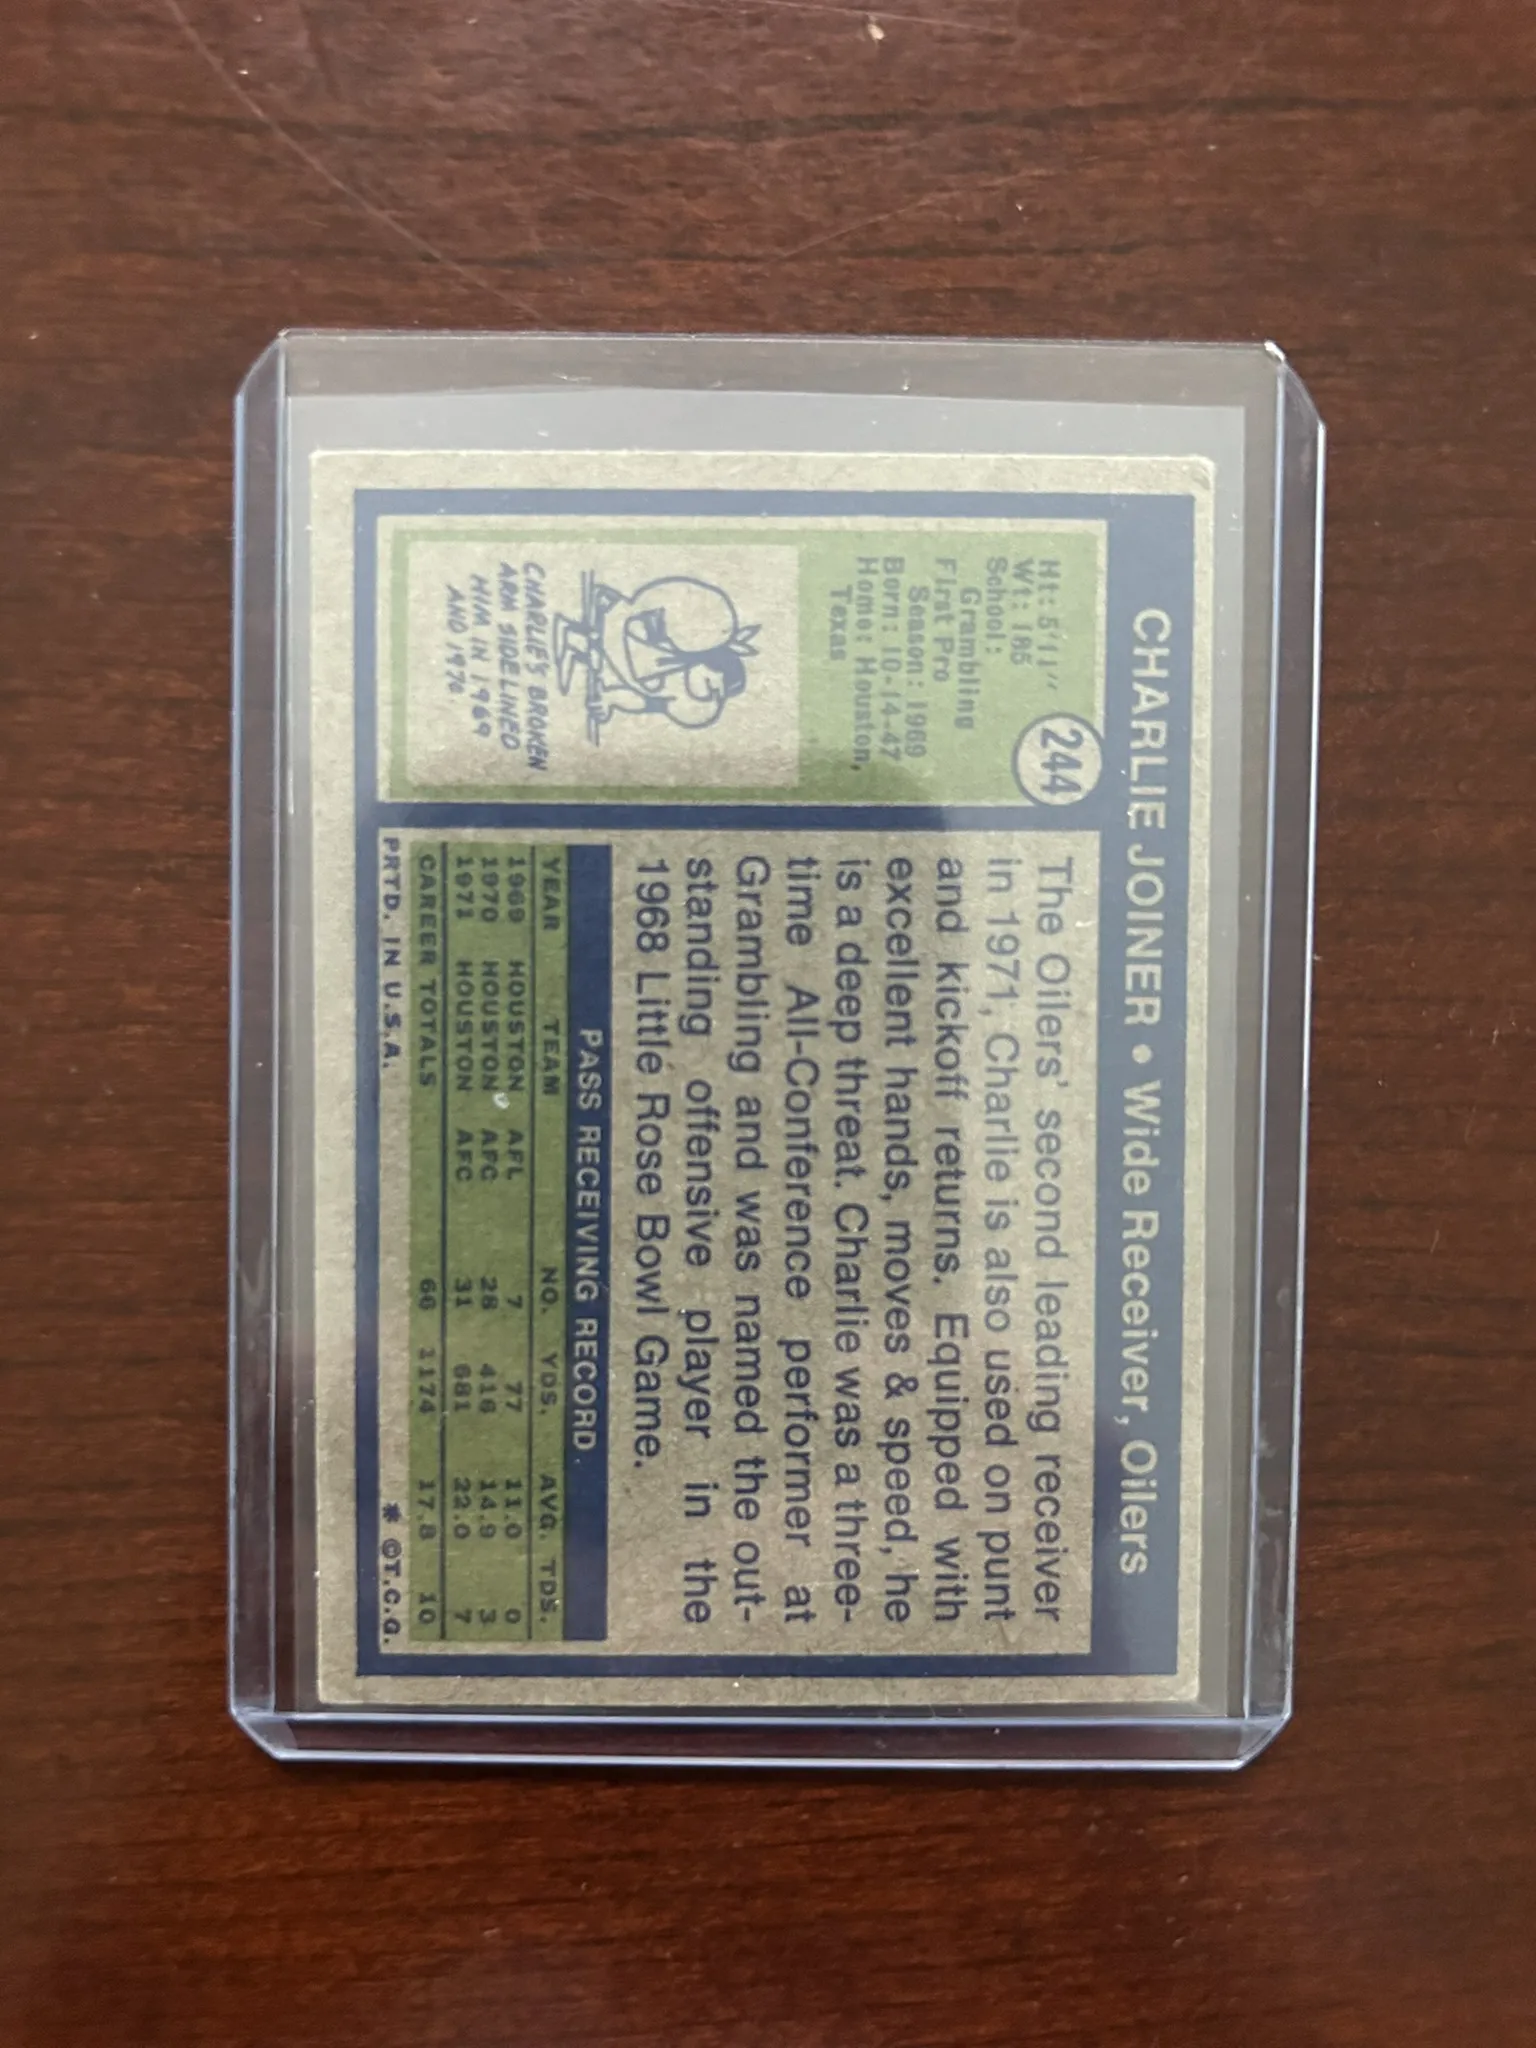 CHARLIE JOINER • Wide Receiver, Oilers
244
Ht: 5'11"
Wt: 185
School:
Grambling
First Pro
Season: 1969
Born: 10-14-47
Home: Houston,
Texas
CHARLIE'S BROKEN
ARM SIDELINED
HIM IN 1969
AND 1970.
The Oilers' second leading receiver
in 1971, Charlie is also used on punt
and kickoff returns. Equipped with
excellent hands, moves & speed, he
is a deep threat. Charlie was a three-
time All-Conference performer at
Grambling and was named the out-
standing offensive player in the
1968 Little Rose Bowl Game.
PASS RECEIVING RECORD
YEAR TEAM NO. YDS. AVG. TDS.
1969 HOUSTON AFL 7 77 11.0 0
1970 HOUSTON AFC 28 416 14.9 3
1971 HOUSTON AFC 31 681 22.0 7
CAREER TOTALS 66 1174 17.8 10
PRTD. IN U.S.A. * ©T.C.G.